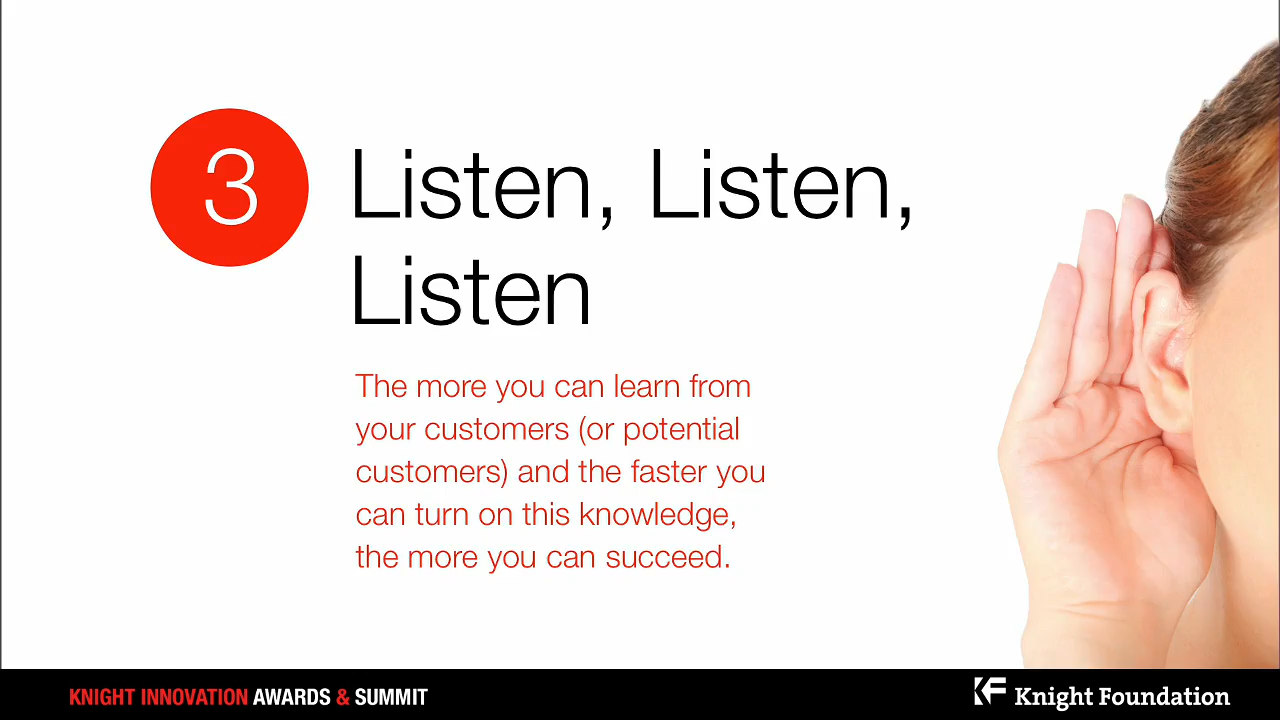 3
Listen, Listen,
Listen
The more you can learn from
your customers (or potential
customers) and the faster you
can turn on this knowledge,
the more you can succeed.
KNIGHT INNOVATION AWARDS & SUMMIT
KF Knight Foundation